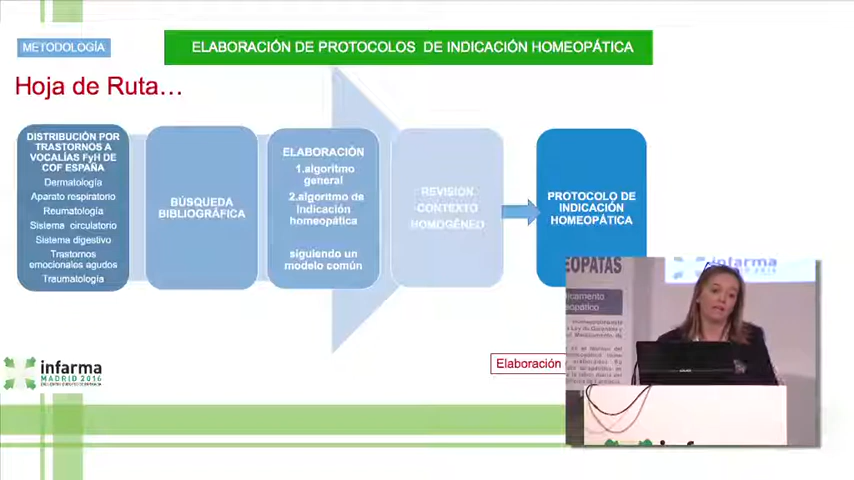 METODOLOGÍA
ELABORACIÓN DE PROTOCOLOS DE INDICACIÓN HOMEOPÁTICA
Hoja de Ruta...
DISTRIBUCIÓN POR
TRASTORNOS A
VOCALÍAS FyH DE
COF ESPAÑA
Dermatología
Aparato respiratorio
Reumatología
Sistema circulatorio
Sistema digestivo
Trastornos
emocionales agudos
Traumatología
BÚSQUEDA
BIBLIOGRÁFICA
ELABORACIÓN
1.algoritmo
general
2.algoritmo de
indicación
homeopática
siguiendo un
modelo común
REVISIÓN
CONTEXTO
HOMOGÉNEO
PROTOCOLO DE
INDICACIÓN
HOMEOPÁTICA
Elaboración
infarma
MADRID 2016
EOPATAS
infarma